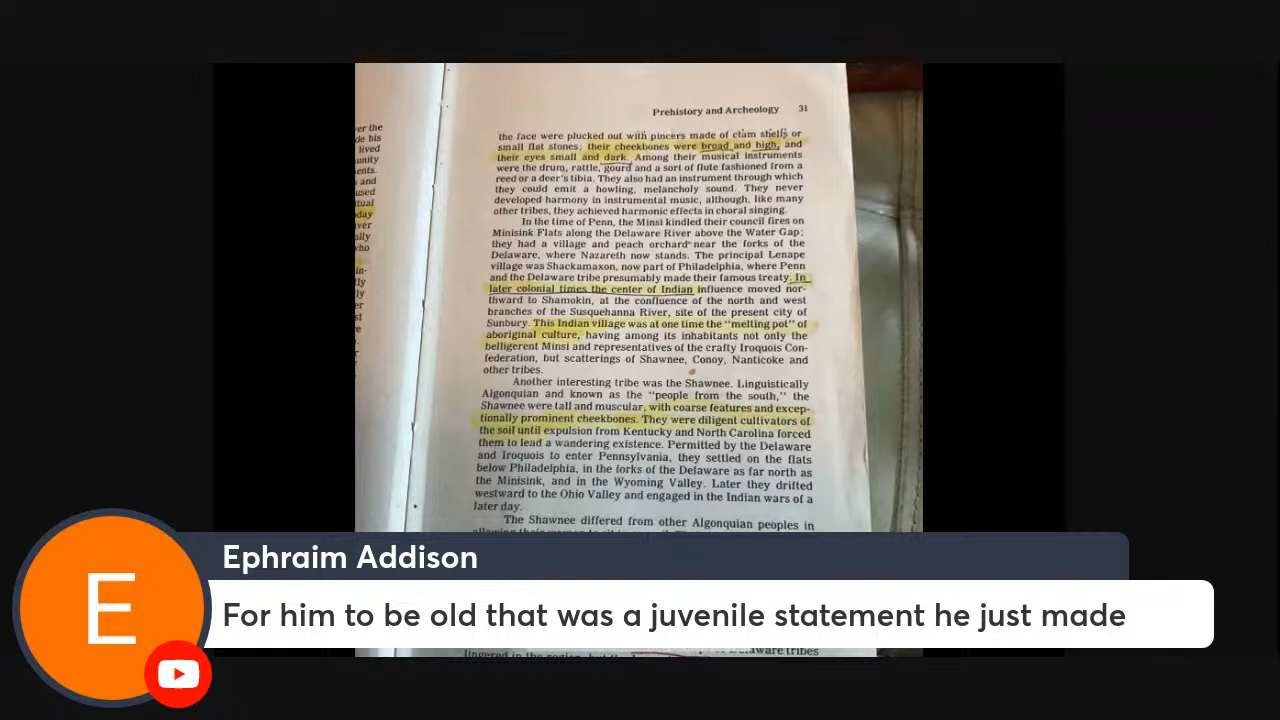 Prehistory and Archeology 31
the face were plucked out with pincers made of clam shells or
small flat stones; their cheekbones were broad and high, and
their eyes small and dark. Among their musical instruments
were the drum, rattle, gourd and a sort of flute fashioned from a
reed or a deer's tibia. They also had an instrument through which
they could emit a howling, melancholy sound. They never
developed harmony in instrumental music, although, like many
other tribes, they achieved harmonic effects in choral singing.
In the time of Penn, the Minsi kindled their council fires on
Minisink Flats along the Delaware River above the Water Gap;
they had a village and peach orchard near the forks of the
Delaware, where Nazareth now stands. The principal Lenape
village was Shackamaxon, now part of Philadelphia, where Penn
and the Delaware tribe presumably made their famous treaty. In
later colonial times the center of Indian influence moved nor-
thward to Shamokin, at the confluence of the north and west
branches of the Susquehanna River, site of the present city of
Sunbury. This Indian village was at one time the "melting pot" of
aboriginal culture, having among its inhabitants not only the
belligerent Minsi and representatives of the crafty Iroquois Con-
federation, but scatterings of Shawnee, Conoy, Nanticoke and
other tribes.
Another interesting tribe was the Shawnee. Linguistically
Algonquian and known as the "people from the south," the
Shawnee were tall and muscular, with coarse features and excep-
tionally prominent cheekbones. They were diligent cultivators of
the soil until expulsion from Kentucky and North Carolina forced
them to lead a wandering existence. Permitted by the Delaware
and Iroquois to enter Pennsylvania, they settled on the flats
below Philadelphia, in the forks of the Delaware as far north as
the Minisink, and in the Wyoming Valley. Later they drifted
westward to the Ohio Valley and engaged in the Indian wars of a
later day.
The Shawnee differed from other Algonquian peoples in
E
Ephraim Addison
For him to be old that was a juvenile statement he just made
lingered in the region, but
tribes